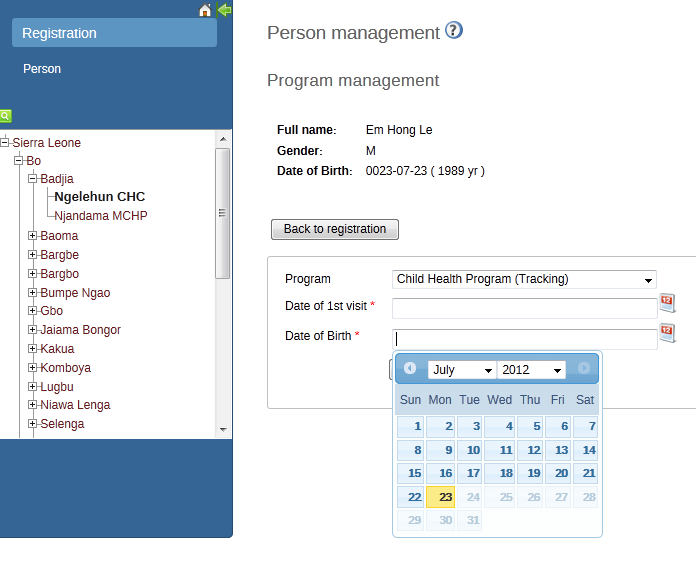 Registration
Person
Sierra Leone
Bo
Badjia
Ngelehun CHC
Njandama MCHP
Baoma
Bargbe
Bargbo
Bumpe Ngao
Gbo
Jaiama Bongor
Kakua
Komboya
Lugbu
Niawa Lenga
Selenga
Person management ?
Program management
Full name: Em Hong Le
Gender: M
Date of Birth: 0023-07-23 ( 1989 yr )
Back to registration
Program Child Health Program (Tracking)
Date of 1st visit * 12
Date of Birth * 12
July 2012
Sun Mon Tue Wed Thu Fri Sat
1 2 3 4 5 6 7
8 9 10 11 12 13 14
15 16 17 18 19 20 21
22 23 24 25 26 27 28
29 30 31